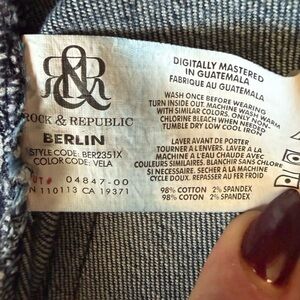 ROCK & REPUBLIC
BERLIN
STYLE CODE: BER2351X
COLOR CODE: VELA
04847-00
110113 CA 19371
DIGITALLY MASTERED
IN GUATEMALA
FABRIQUE AU GUATEMALA
WASH ONCE BEFORE WEARING
TURN INSIDE OUT. MACHINE WASH WARM
WITH SIMILAR COLORS. ONLY NON
CHLORINE BLEACH WHEN NEEDED
TUMBLE DRY LOW COOL IRON
LAVER AVANT DE PORTER
TOURNER A L'ENVERS. LAVER A LA
MACHINE A L'EAU CHAUDE AVEC
COULEURS SIMILAIRES. BLANCHIR SANS CHLORE
SI NECESSAIRE. SECHER A LA MACHINE
CYCLE DOUX. REPASSER AU FER FROID
98% COTTON 2% SPANDEX
98% COTON 2% SPANDEX